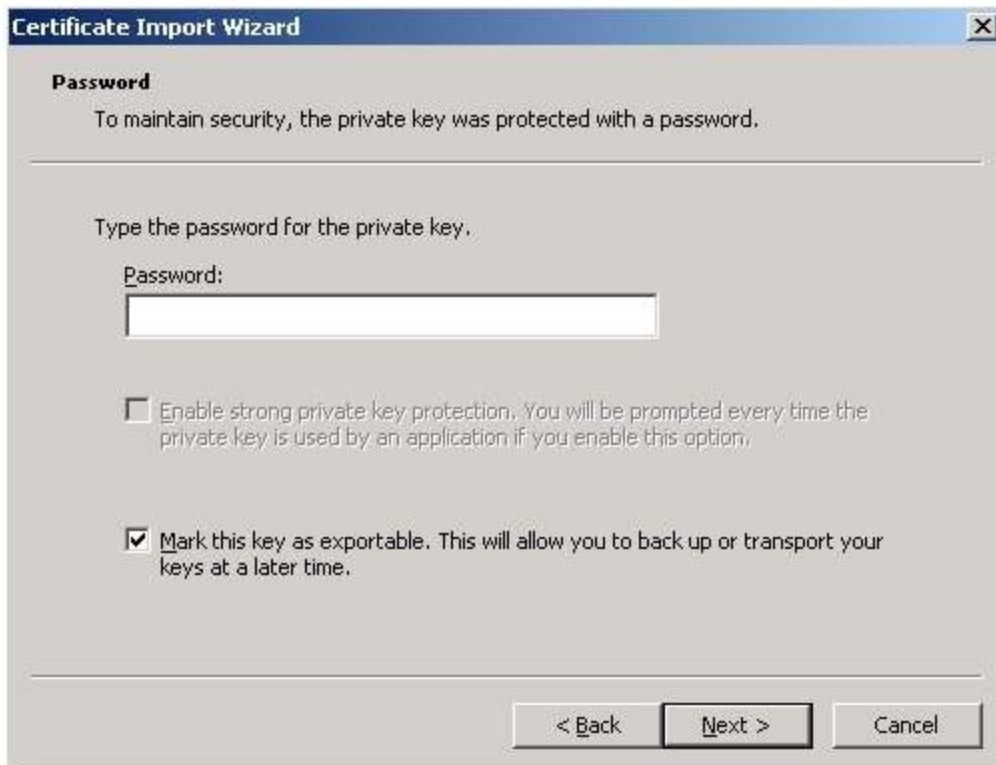 Certificate Import Wizard
Password
To maintain security, the private key was protected with a password.
Type the password for the private key.
Password:
Enable strong private key protection. You will be prompted every time the
private key is used by an application if you enable this option.
Mark this key as exportable. This will allow you to back up or transport your
keys at a later time.
< Back Next > Cancel